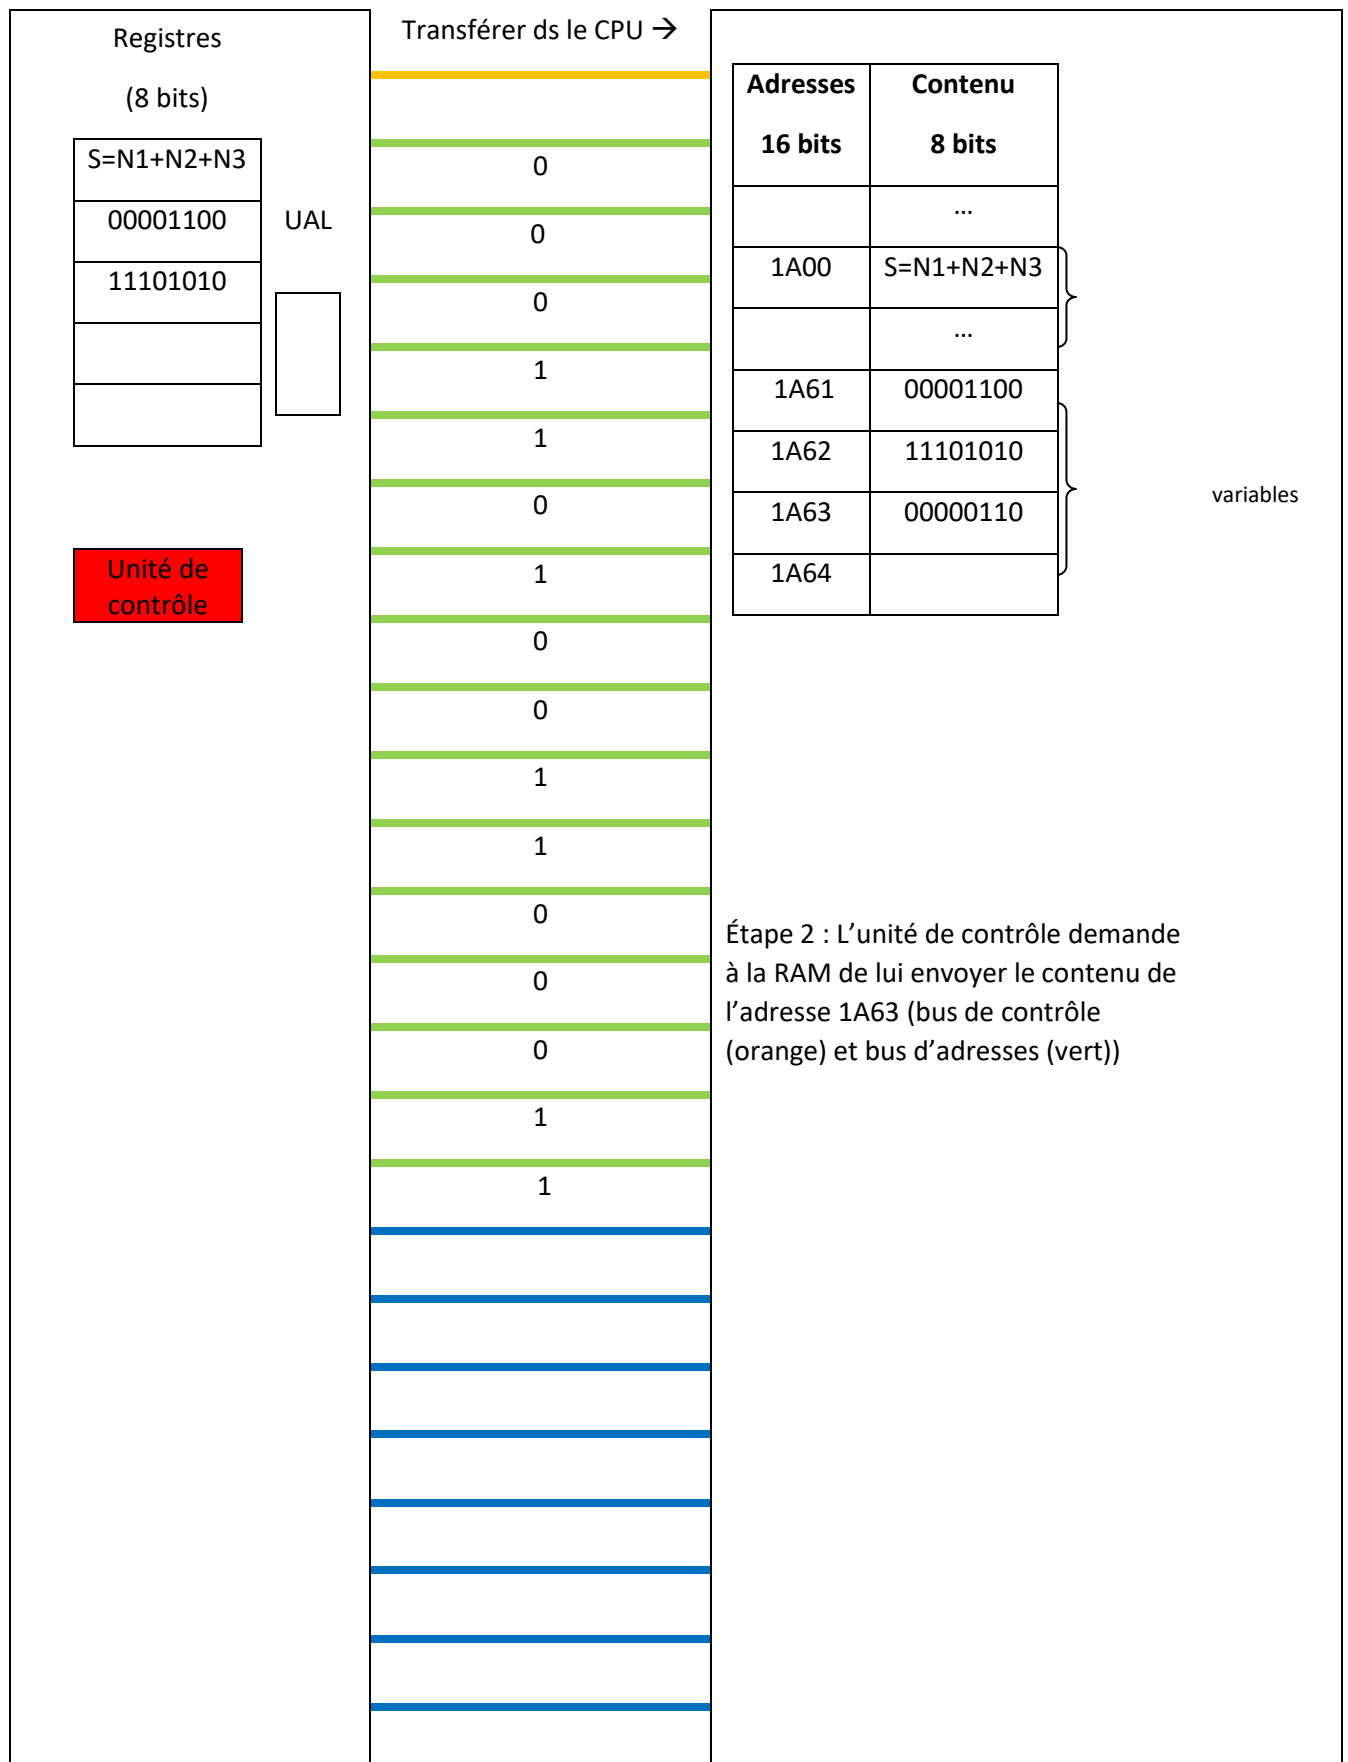 Registres
(8 bits)
S=N1+N2+N3
00001100
UAL
11101010
Unité de
contrôle
Transférer ds le CPU →
0
0
0
1
1
0
1
0
0
1
1
0
0
0
1
1
Adresses Contenu
16 bits 8 bits
...
1A00 S=N1+N2+N3
...
1A61 00001100
1A62 11101010
1A63 00000110
1A64
variables
Étape 2 : L’unité de contrôle demande
à la RAM de lui envoyer le contenu de
l’adresse 1A63 (bus de contrôle
(orange) et bus d’adresses (vert))